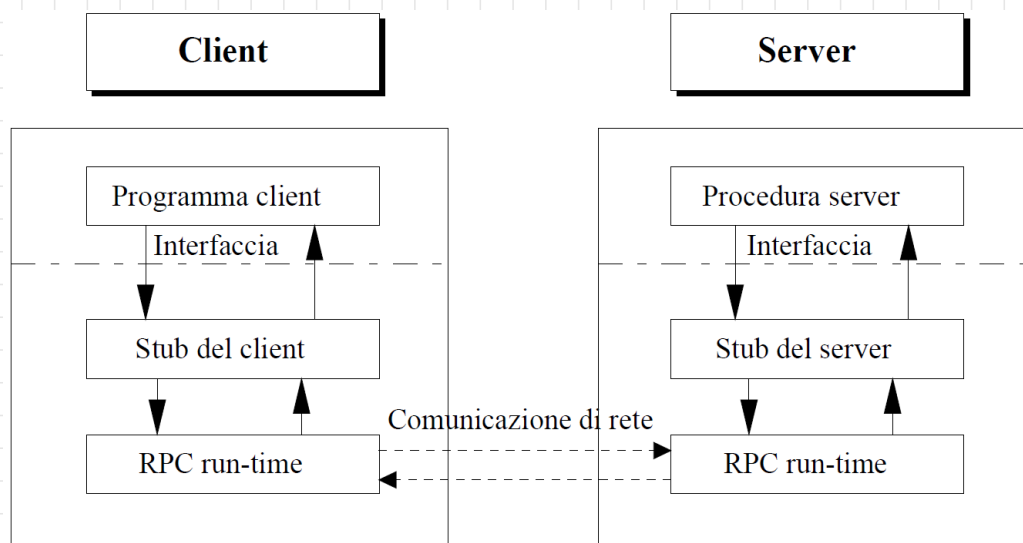 Client
Server
Programma client
Procedura server
Interfaccia
Interfaccia
Stub del client
Stub del server
Comunicazione di rete
RPC run-time
RPC run-time